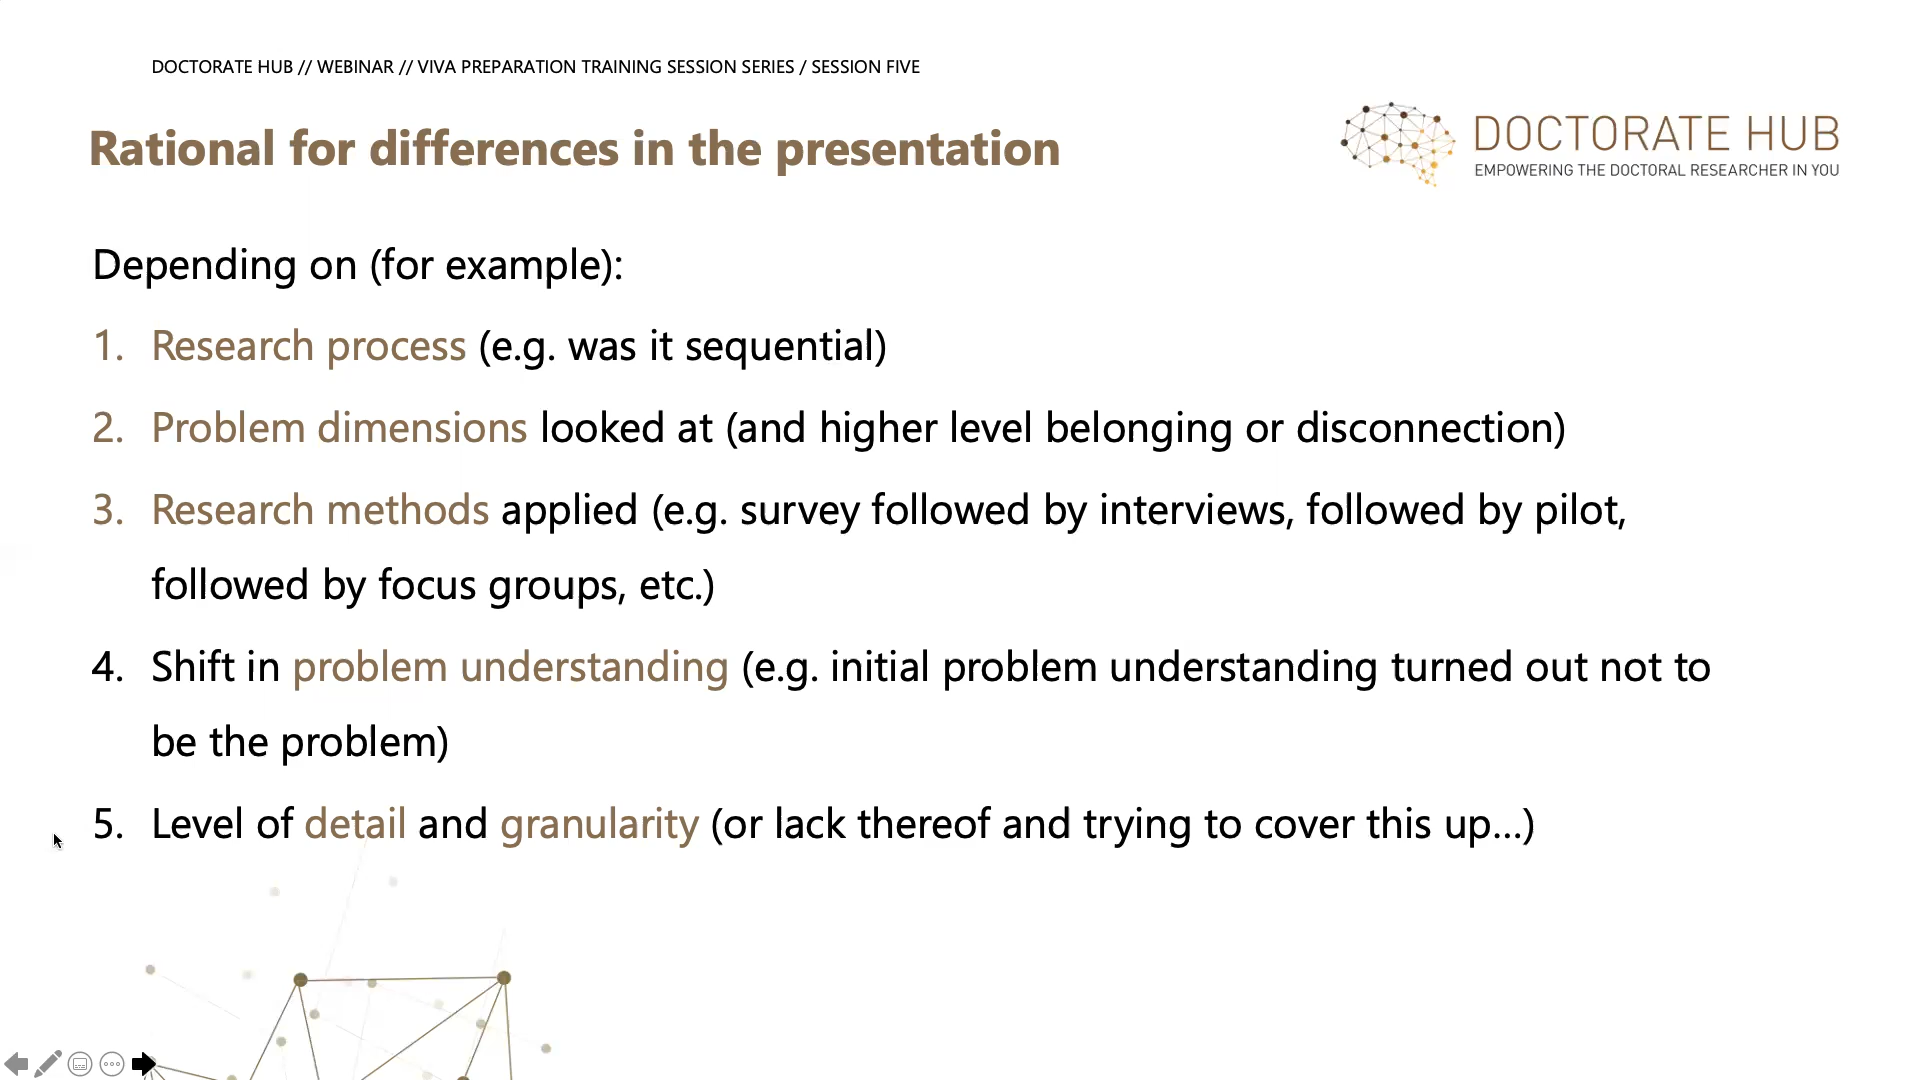 DOCTORATE HUB // WEBINAR // VIVA PREPARATION TRAINING SESSION SERIES / SESSION FIVE
Rational for differences in the presentation
DOCTORATE HUB
EMPOWERING THE DOCTORAL RESEARCHER IN YOU
Depending on (for example):
1. Research process (e.g. was it sequential)
2. Problem dimensions looked at (and higher level belonging or disconnection)
3. Research methods applied (e.g. survey followed by interviews, followed by pilot,
followed by focus groups, etc.)
4. Shift in problem understanding (e.g. initial problem understanding turned out not to
be the problem)
5. Level of detail and granularity (or lack thereof and trying to cover this up...)